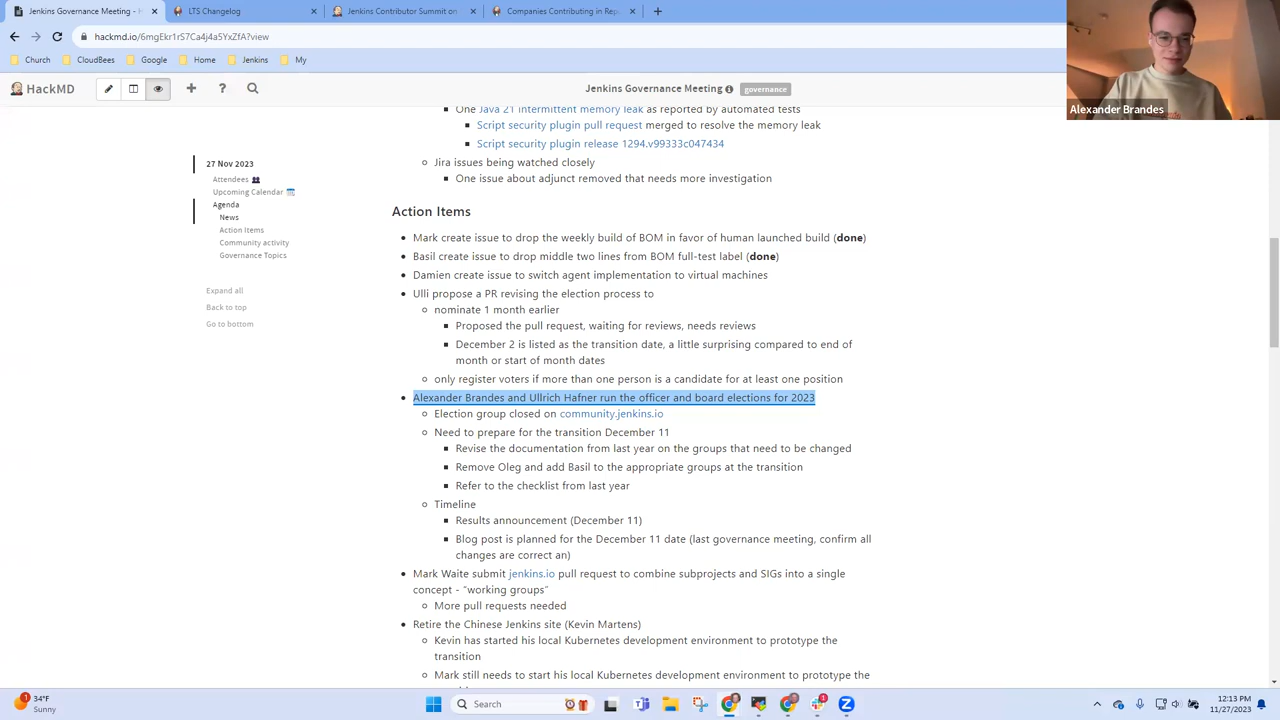 Jenkins Governance Meeting - H
LTS Changelog
Jenkins Contributor Summit on
Companies Contributing in Rep
hackmd.io/6mgEkr1rS7Ca4j4a5YxZfA?view
Church
CloudBees
Google
Home
Jenkins
My
HackMD
Jenkins Governance Meeting
governance
Alexander Brandes
27 Nov 2023
Attendees
Upcoming Calendar
Agenda
News
Action Items
Community activity
Governance Topics
Expand all
Back to top
Go to bottom
One Java 21 intermittent memory leak as reported by automated tests
Script security plugin pull request merged to resolve the memory leak
Script security plugin release 1294.v99333c047434
Jira issues being watched closely
One issue about adjunct removed that needs more investigation
Action Items
Mark create issue to drop the weekly build of BOM in favor of human launched build (done)
Basil create issue to drop middle two lines from BOM full-test label (done)
Damien create issue to switch agent implementation to virtual machines
Ulli propose a PR revising the election process to
nominate 1 month earlier
Proposed the pull request, waiting for reviews, needs reviews
December 2 is listed as the transition date, a little surprising compared to end of
month or start of month dates
only register voters if more than one person is a candidate for at least one position
Alexander Brandes and Ullrich Hafner run the officer and board elections for 2023
Election group closed on community.jenkins.io
Need to prepare for the transition December 11
Revise the documentation from last year on the groups that need to be changed
Remove Oleg and add Basil to the appropriate groups at the transition
Refer to the checklist from last year
Timeline
Results announcement (December 11)
Blog post is planned for the December 11 date (last governance meeting, confirm all
changes are correct an)
Mark Waite submit jenkins.io pull request to combine subprojects and SIGs into a single
concept - "working groups"
More pull requests needed
Retire the Chinese Jenkins site (Kevin Martens)
Kevin has started his local Kubernetes development environment to prototype the
transition
Mark still needs to start his local Kubernetes development environment to prototype the
34°F
Sunny
Search
12:13 PM
11/27/2023